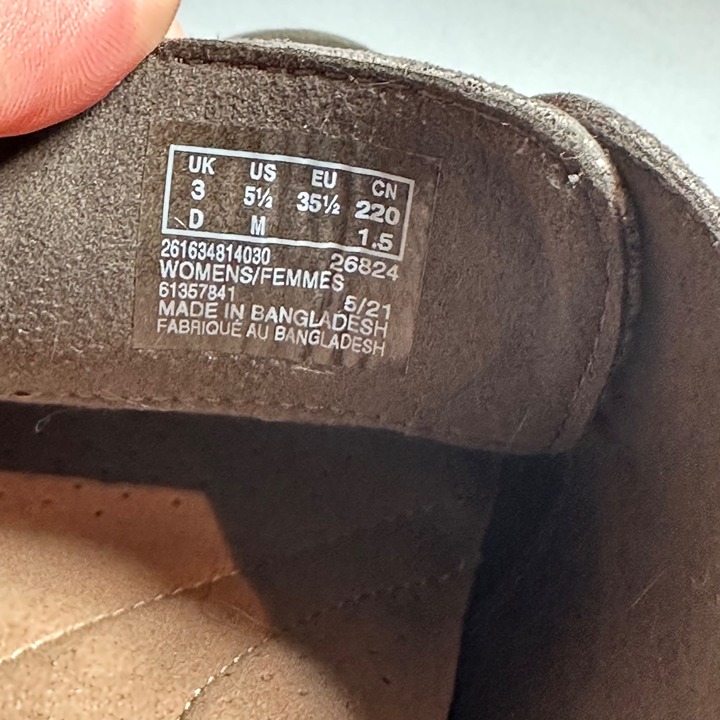 UK US EU CN
3 5½ 35½ 220
D M 1.5
261634814030 26824
WOMENS/FEMMES
61357841 5/21
MADE IN BANGLADESH
FABRIQUÉ AU BANGLADESH